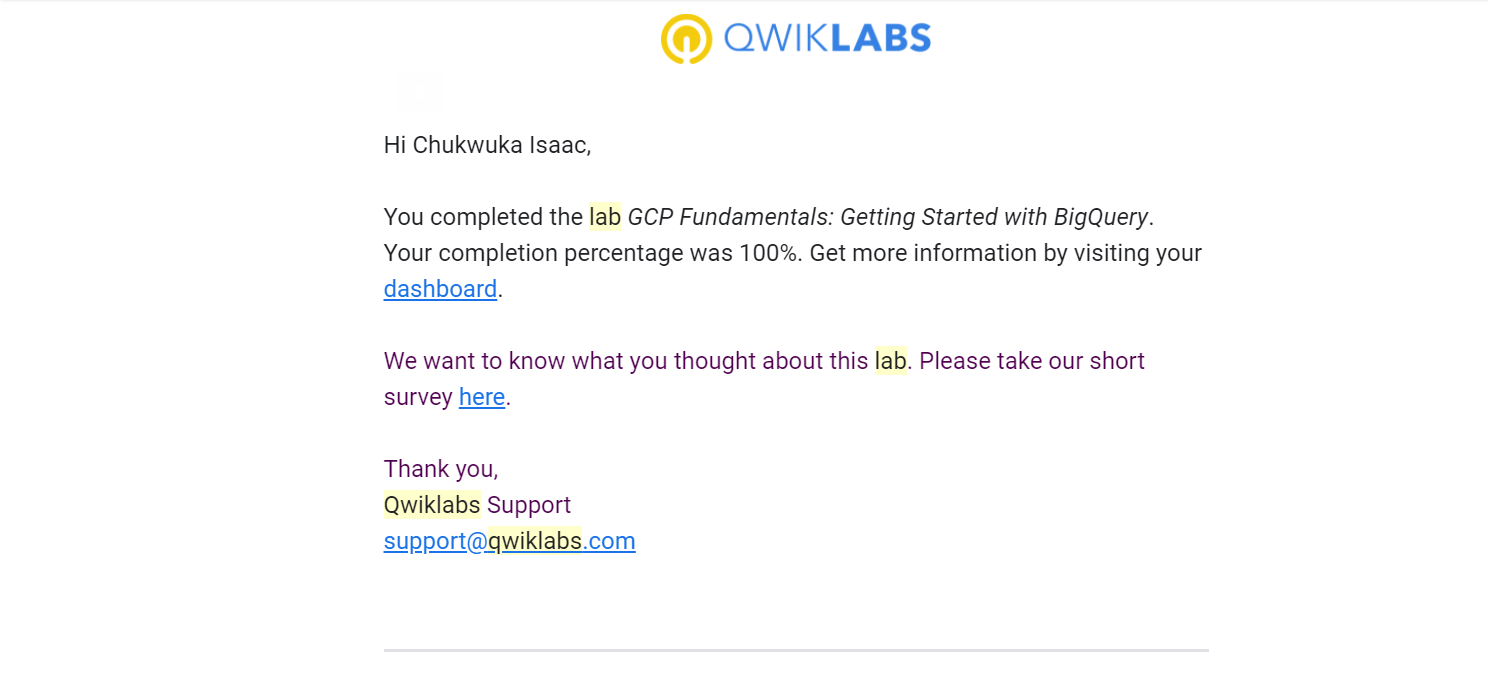 QWIKLABS
Hi Chukwuka Isaac,
You completed the lab GCP Fundamentals: Getting Started with BigQuery.
Your completion percentage was 100%. Get more information by visiting your
dashboard.
We want to know what you thought about this lab. Please take our short
survey here.
Thank you,
Qwiklabs Support
support@qwiklabs.com